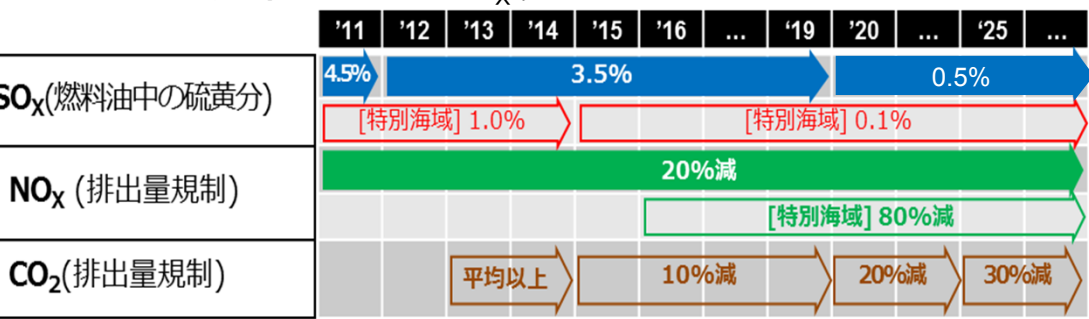 ’11 ’12 ’13 ’14 ’15 ’16 … ‘19 ’20 … ‘25 …
SOX(燃料油中の硫黄分)
4.5% 3.5% 0.5%
[特別海域] 1.0% [特別海域] 0.1%
NOX (排出量規制)
20%減
[特別海域] 80%減
CO2(排出量規制)
平均以上 10%減 20%減 30%減